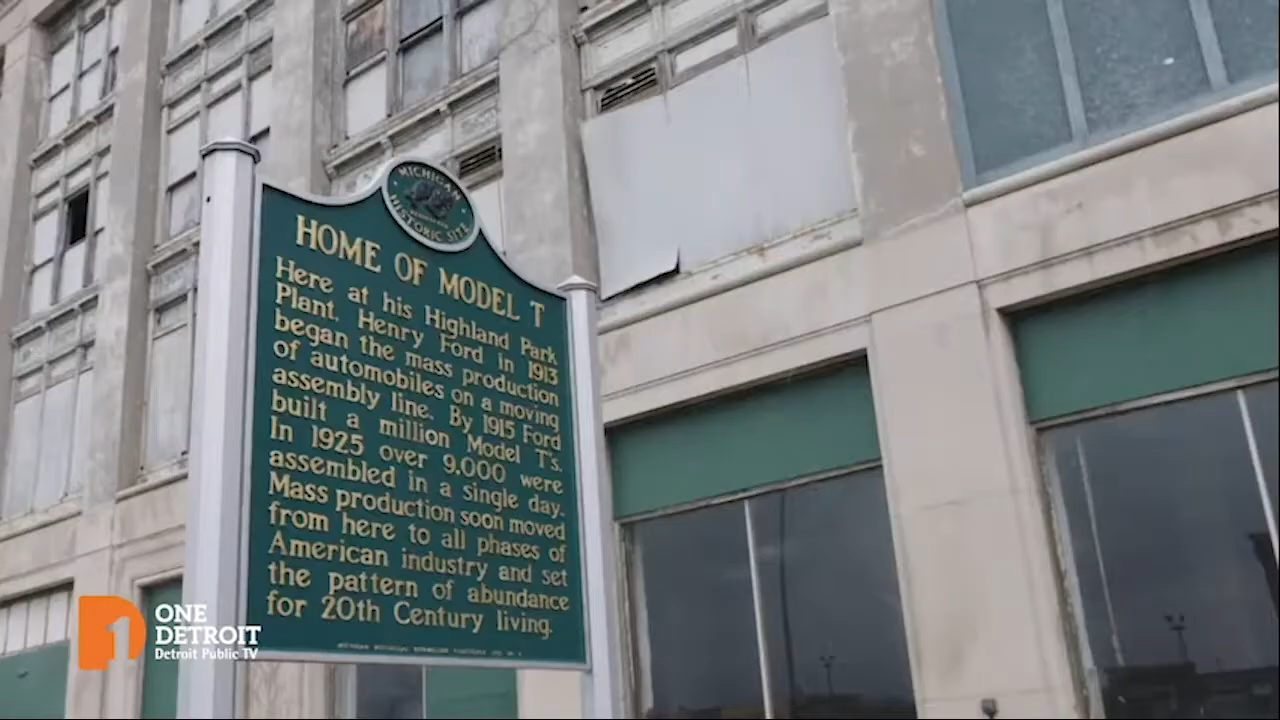 MICHIGAN
HISTORIC SITE
HOME OF MODEL T
Here at his Highland Park
Plant, Henry Ford in 1913
began the mass production
of automobiles on a moving
assembly line. By 1915 Ford
built a million Model T's.
In 1925 over 9,000 were
assembled in a single day.
Mass production soon moved
from here to all phases of
American industry and set
the pattern of abundance
for 20th Century living.
1
ONE
DETROIT
Detroit Public TV